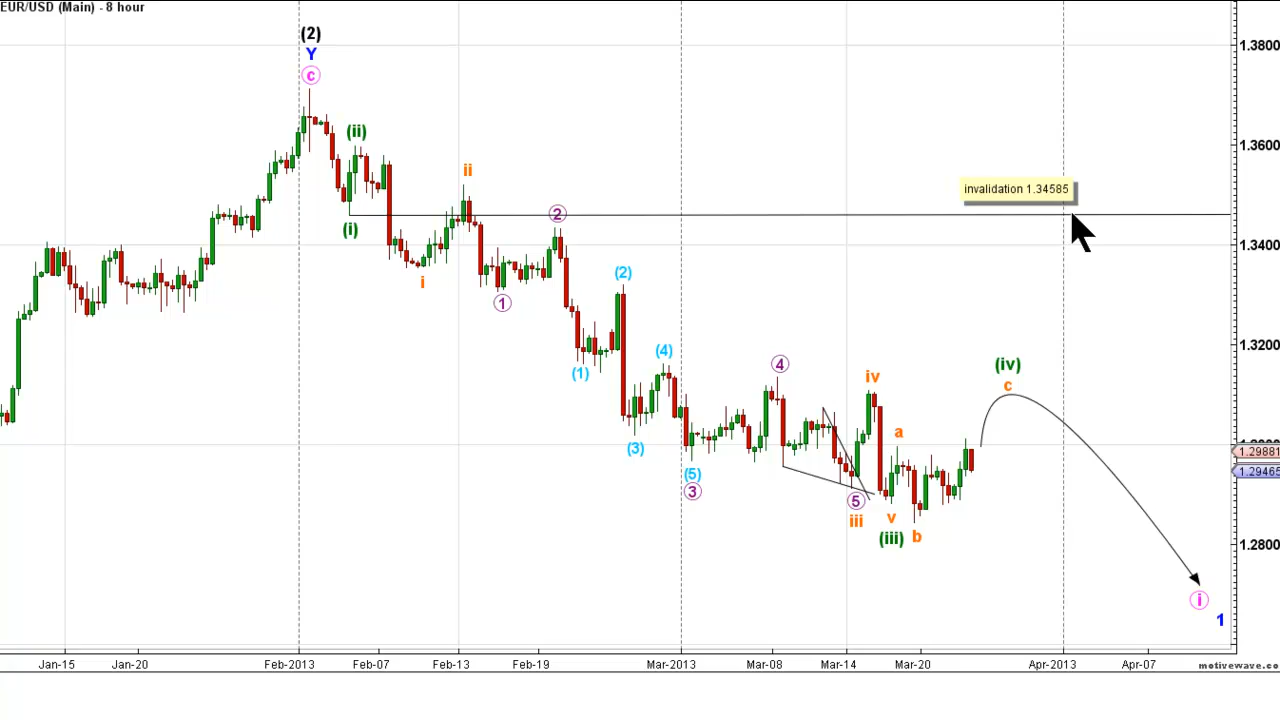 EUR/USD (Main) - 8 hour
(2)
Y
c
1.3800
(ii)
1.3600
ii
invalidation 1.34585
2
(i)
1.3400
(2)
i
1
(4)
1.3200
(1)
4
(iv)
iv
c
a
(3)
1.29881
(5)
1.29465
3
5
iii
v
(iii)
b
1.2800
i
1
Jan-15
Jan-20
Feb-2013
Feb-07
Feb-13
Feb-19
Mar-2013
Mar-08
Mar-14
Mar-20
Apr-2013
Apr-07
motivewave.co